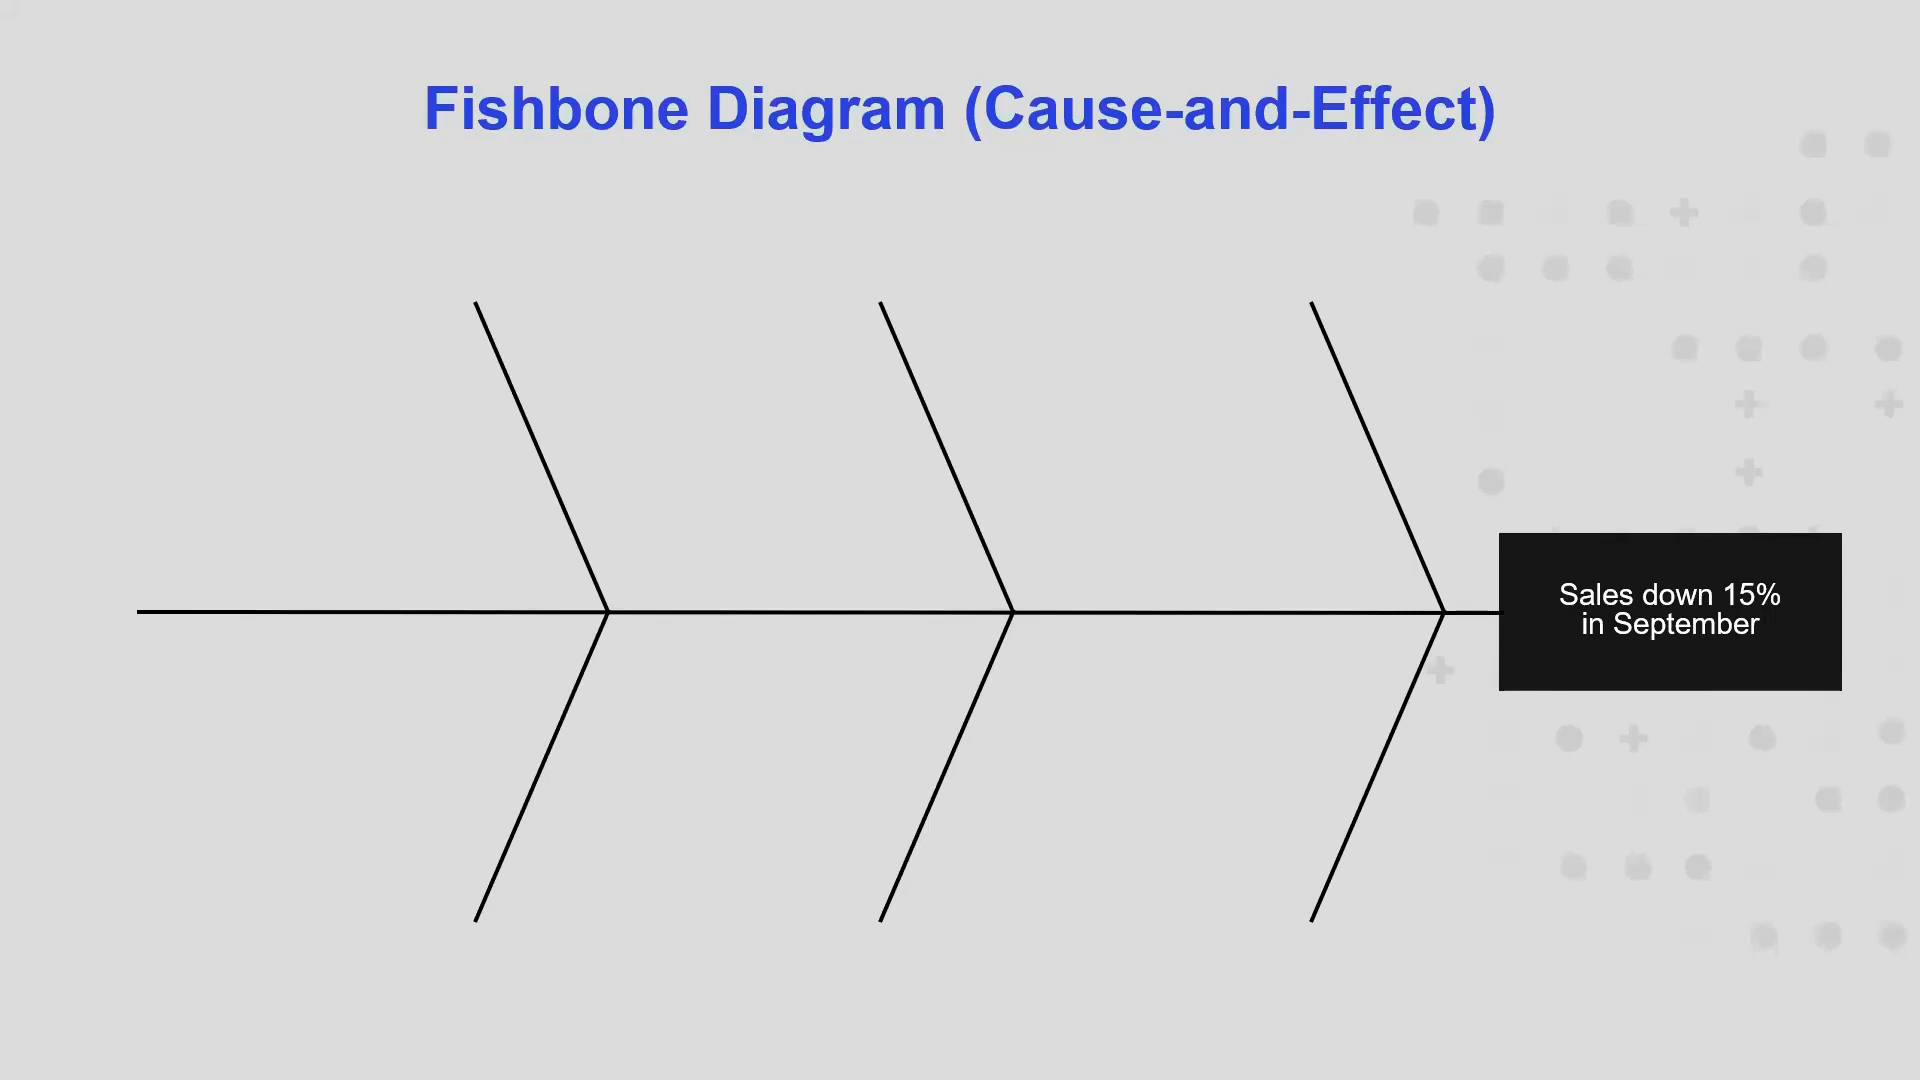 Fishbone Diagram (Cause-and-Effect)
Sales down 15%
in September